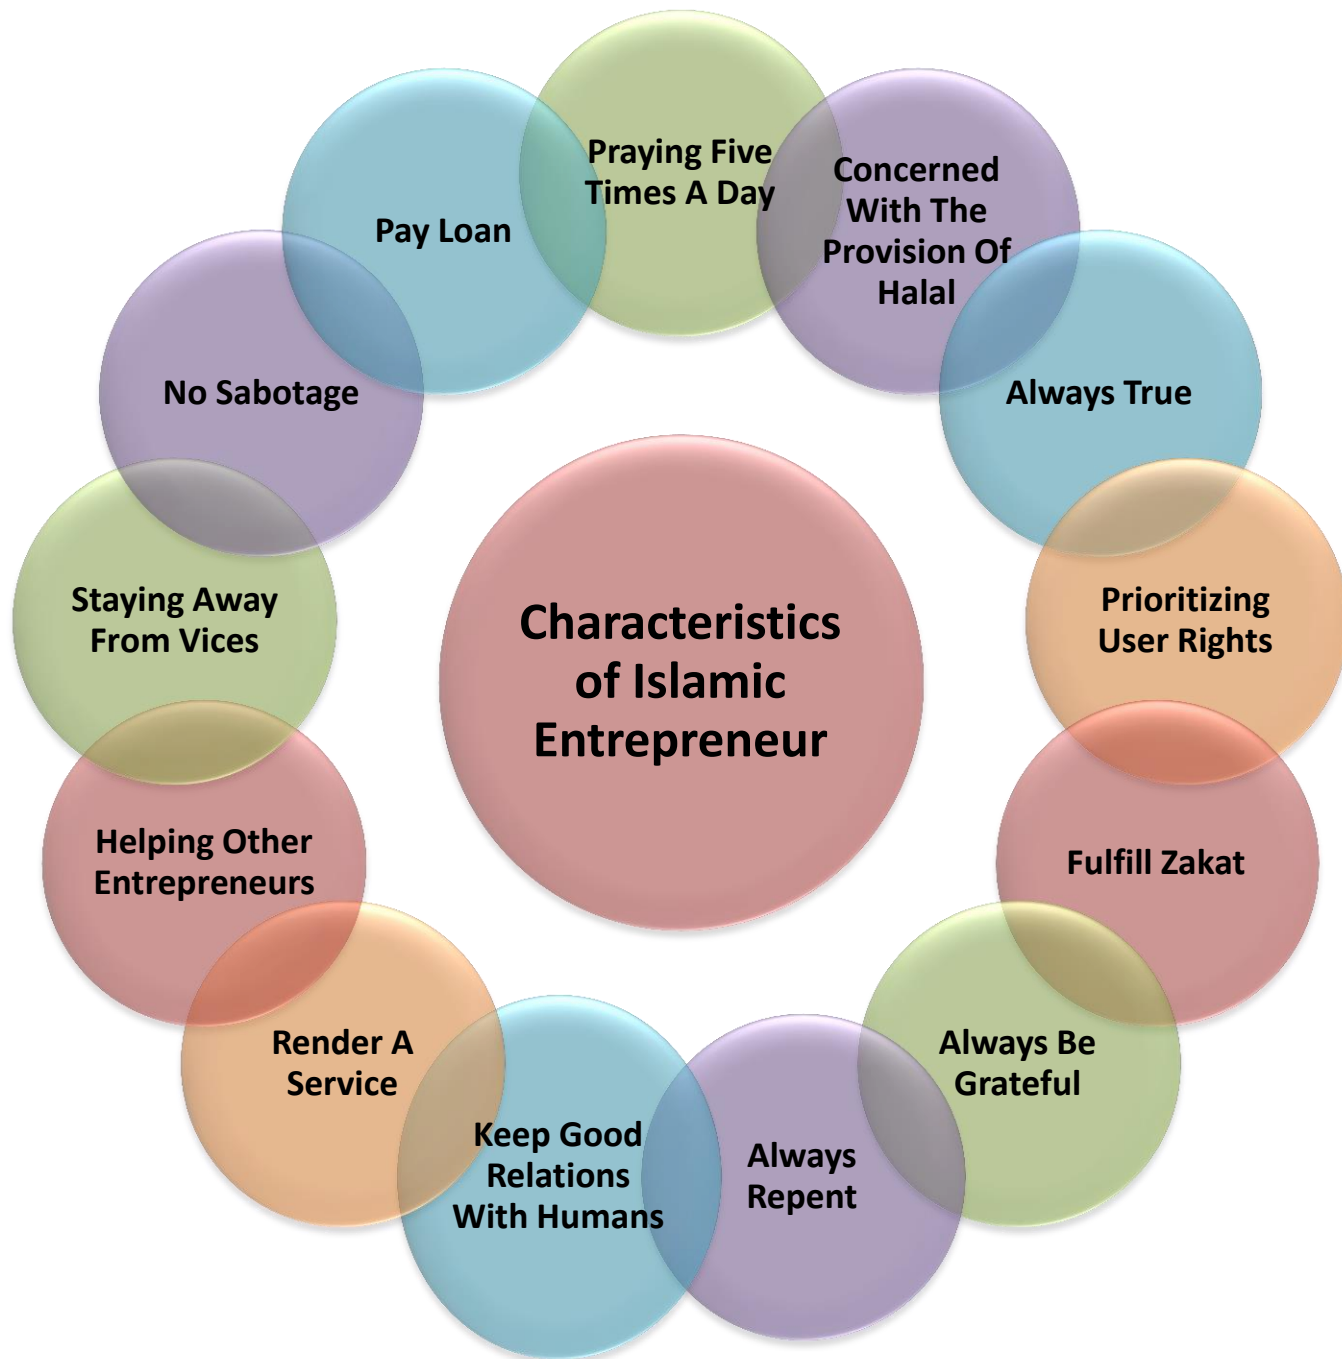 Praying Five
Times A Day
Concerned
With The
Provision Of
Halal
Always True
Prioritizing
User Rights
Fulfill Zakat
Always Be
Grateful
Always
Repent
Keep Good
Relations
With Humans
Render A
Service
Helping Other
Entrepreneurs
Staying Away
From Vices
No Sabotage
Pay Loan
Characteristics
of Islamic
Entrepreneur